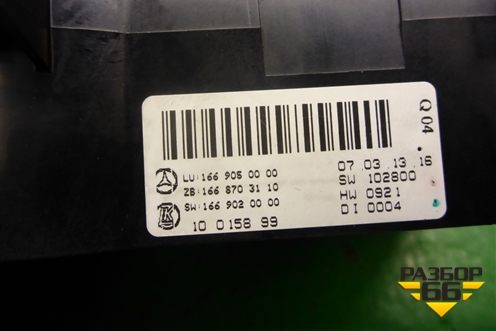 Q 04 .
LU:166 905 00 00
ZB:166 870 31 10
SW:166 902 00 00
10 0158 99
07 .03 .13 .16
SW 102800
HW 0921
DI 0004
РАЗБОР
66